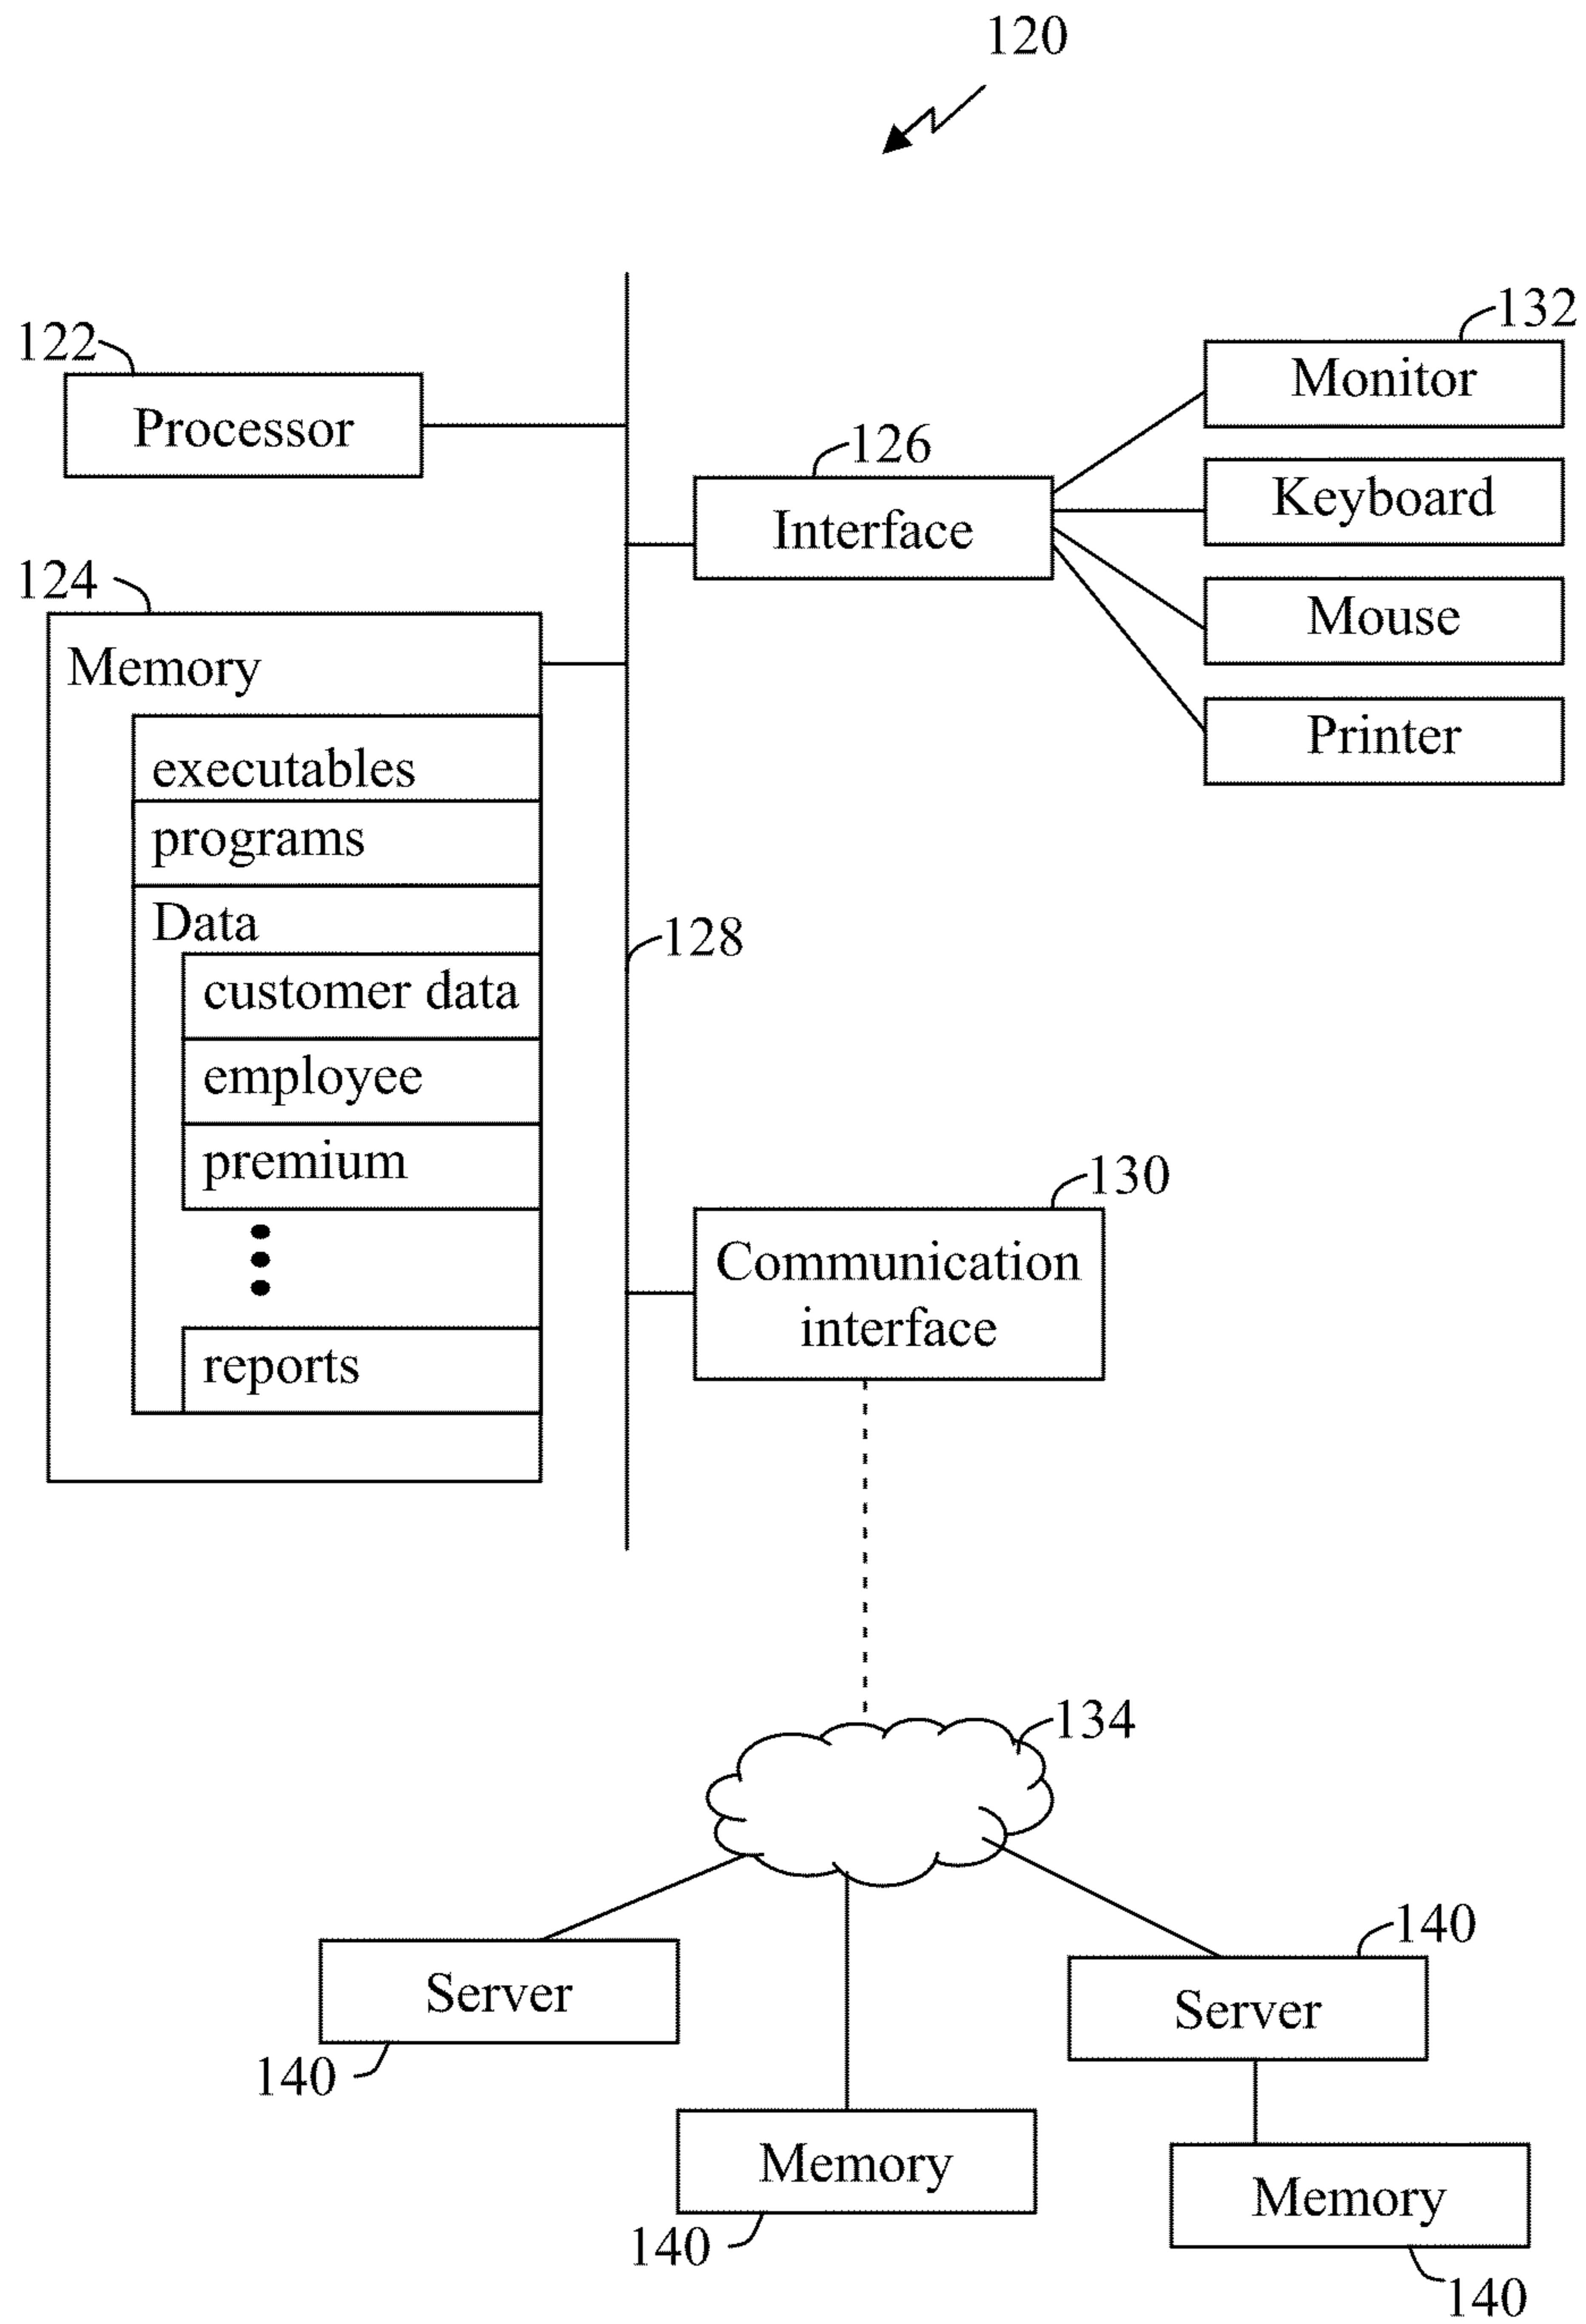 120
122
Processor
132
Monitor
126
Interface
Keyboard
Mouse
Printer
124
Memory
executables
programs
Data
customer data
employee
premium
reports
128
130
Communication
interface
134
Server
140
140
Server
Memory
140
Memory
140